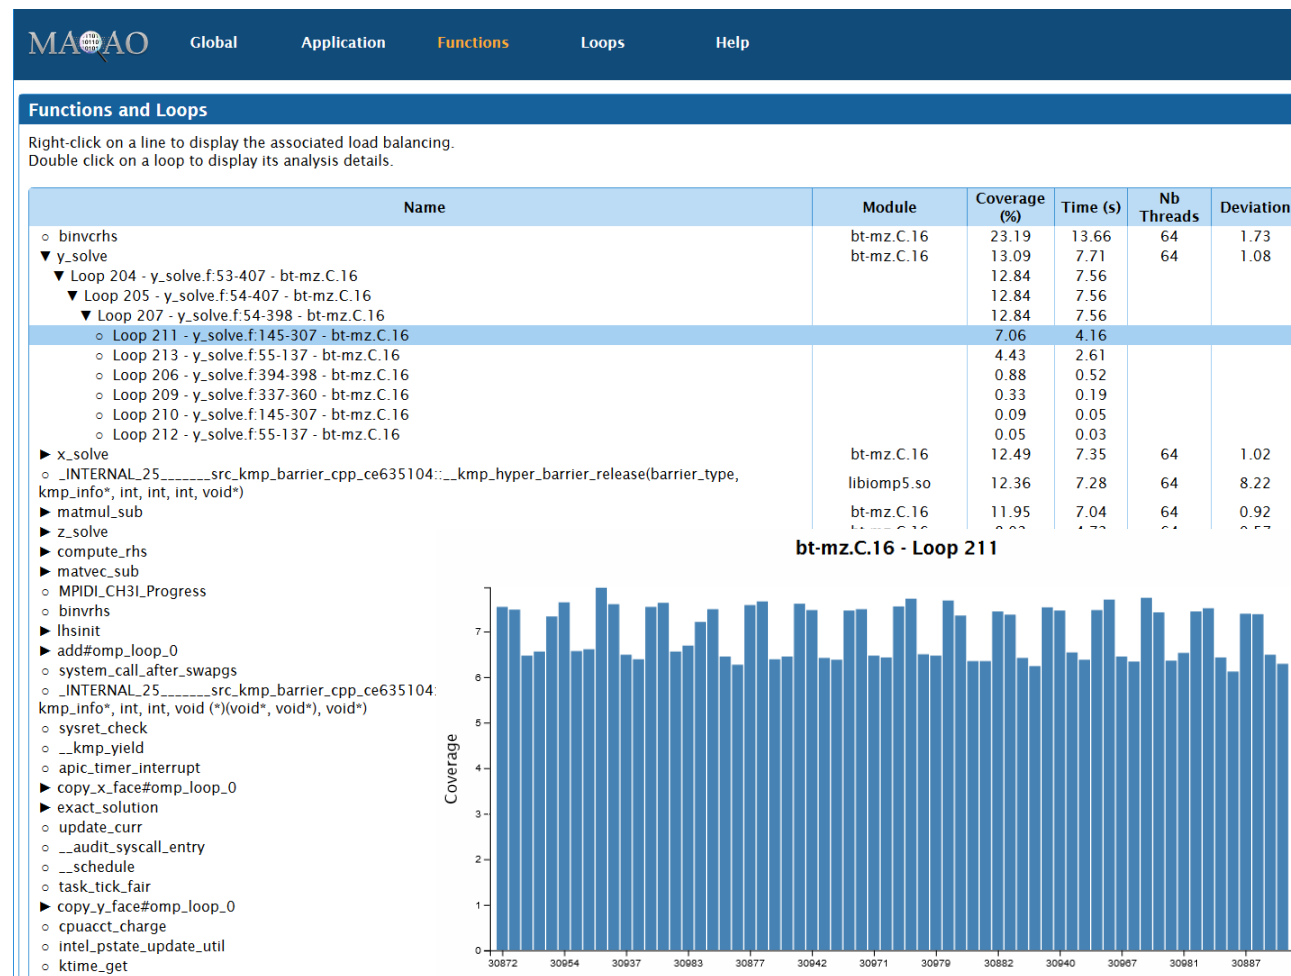 MAQAO Global Application Functions Loops Help
Functions and Loops
Right-click on a line to display the associated load balancing.
Double click on a loop to display its analysis details.
Name Module Coverage (%) Time (s) Nb Threads Deviation
binvcrhs bt-mz.C.16 23.19 13.66 64 1.73
▼ y_solve bt-mz.C.16 13.09 7.71 64 1.08
▼ Loop 204 - y_solve.f:53-407 - bt-mz.C.16 12.84 7.56
▼ Loop 205 - y_solve.f:54-407 - bt-mz.C.16 12.84 7.56
▼ Loop 207 - y_solve.f:54-398 - bt-mz.C.16 12.84 7.56
○ Loop 211 - y_solve.f:145-307 - bt-mz.C.16 7.06 4.16
○ Loop 213 - y_solve.f:55-137 - bt-mz.C.16 4.43 2.61
○ Loop 206 - y_solve.f:394-398 - bt-mz.C.16 0.88 0.52
○ Loop 209 - y_solve.f:337-360 - bt-mz.C.16 0.33 0.19
○ Loop 210 - y_solve.f:145-307 - bt-mz.C.16 0.09 0.05
○ Loop 212 - y_solve.f:55-137 - bt-mz.C.16 0.05 0.03
► x_solve bt-mz.C.16 12.49 7.35 64 1.02
○ _INTERNAL_25_______src_kmp_barrier_cpp_ce635104::__kmp_hyper_barrier_release(barrier_type,
kmp_info*, int, int, int, void*) libiomp5.so 12.36 7.28 64 8.22
► matmul_sub bt-mz.C.16 11.95 7.04 64 0.92
► z_solve
► compute_rhs
► matvec_sub
○ MPIDI_CH3I_Progress
○ binvrhs
► lhsinit
► add#omp_loop_0
○ system_call_after_swapgs
○ _INTERNAL_25_______src_kmp_barrier_cpp_ce635104:
kmp_info*, int, int, void (*)(void*, void*), void*)
○ sysret_check
○ __kmp_yield
○ apic_timer_interrupt
► copy_x_face#omp_loop_0
► exact_solution
○ update_curr
○ __audit_syscall_entry
○ __schedule
○ task_tick_fair
► copy_y_face#omp_loop_0
○ cpuacct_charge
○ intel_pstate_update_util
○ ktime_get
bt-mz.C.16 - Loop 211
Coverage
7
6
5
4
3
2
1
0
30872 30954 30937 30983 30877 30942 30971 30979 30882 30940 30967 30981 30887